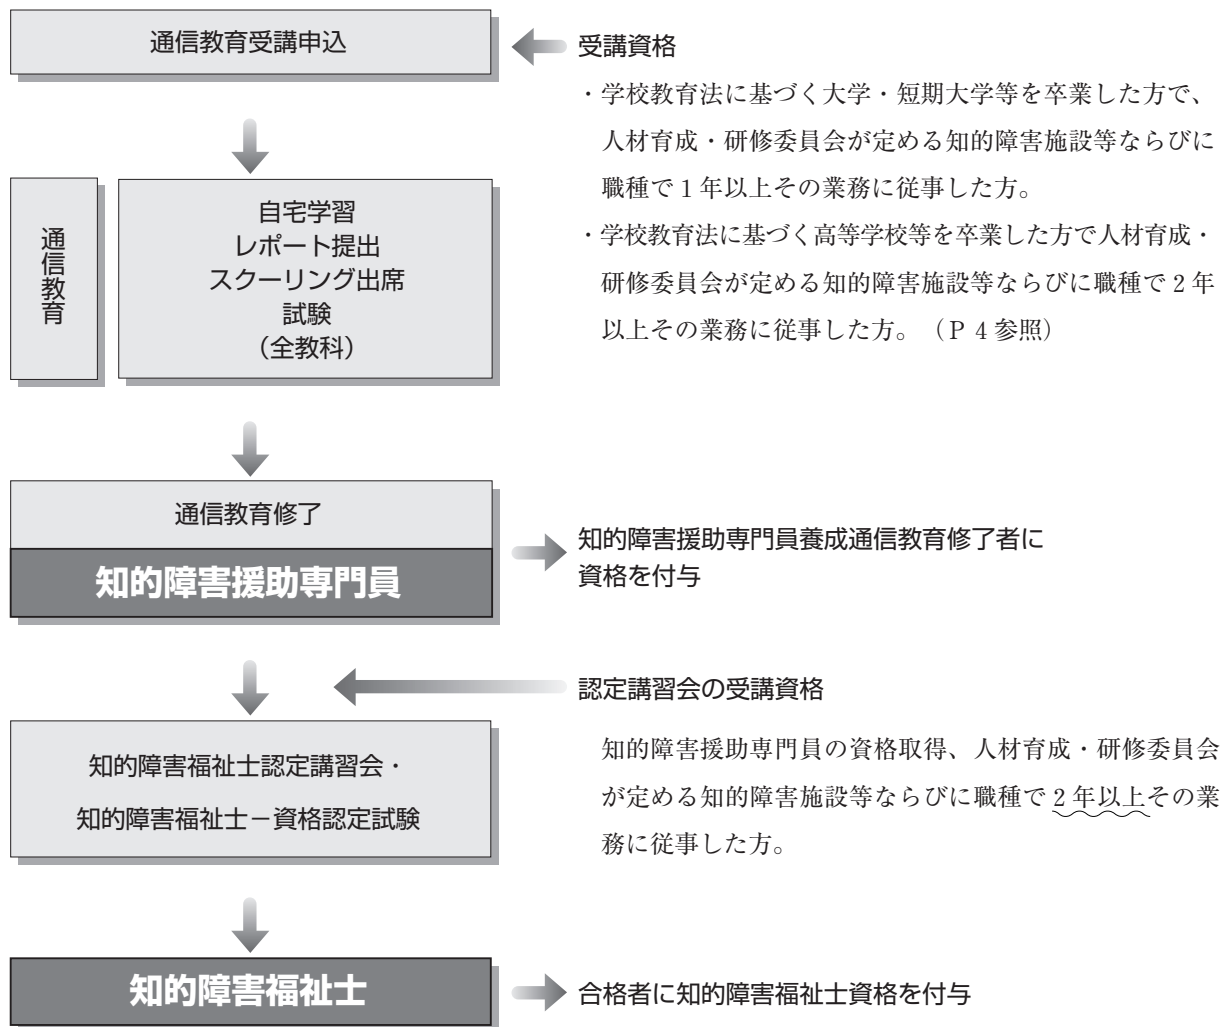 通信教育受講申込
受講資格
・学校教育法に基づく大学・短期大学等を卒業した方で、
人材育成・研修委員会が定める知的障害施設等ならびに
職種で1年以上その業務に従事した方。
・学校教育法に基づく高等学校等を卒業した方で人材育成・
研修委員会が定める知的障害施設等ならびに職種で2年
以上その業務に従事した方。（P 4参照）
通信教育
自宅学習
レポート提出
スクーリング出席
試験
（全教科）
通信教育修了
知的障害援助専門員
知的障害援助専門員養成通信教育修了者に
資格を付与
認定講習会の受講資格
知的障害援助専門員の資格取得、人材育成・研修委員会
が定める知的障害施設等ならびに職種で2年以上その業
務に従事した方。
知的障害福祉士認定講習会・
知的障害福祉士－資格認定試験
知的障害福祉士
合格者に知的障害福祉士資格を付与